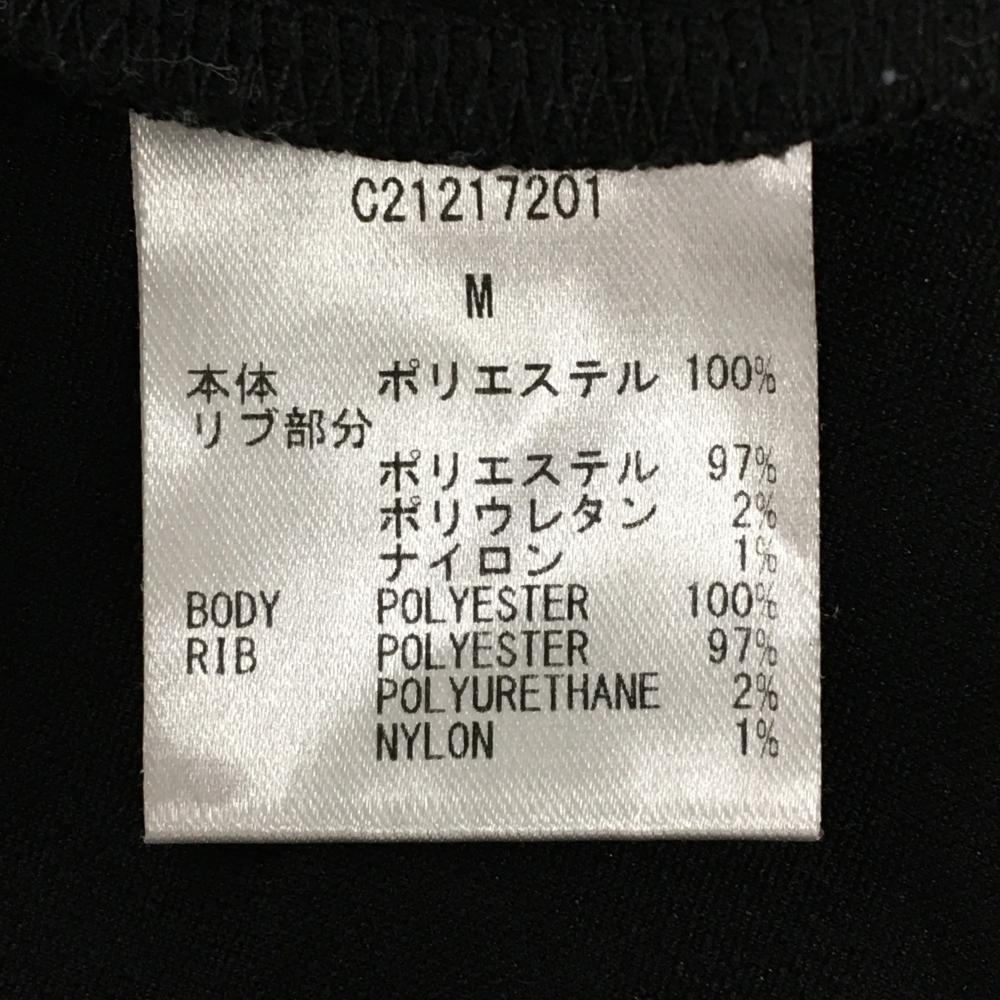 C21217201
M
本体 ポリエステル 100%
リブ部分
ポリエステル 97%
ポリウレタン 2%
ナイロン 1%
BODY POLYESTER 100%
RIB POLYESTER 97%
POLYURETHANE 2%
NYLON 1%